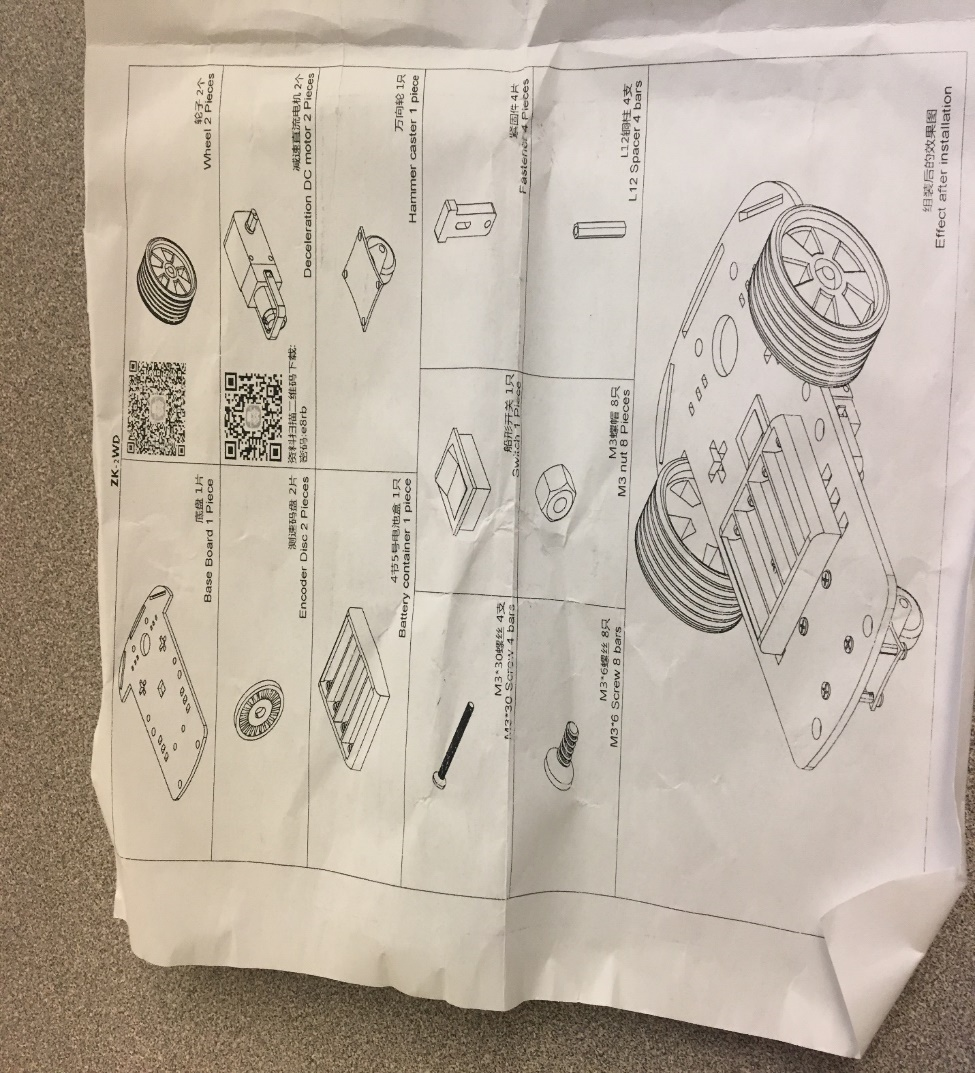 ZK-2WD
底盘 1片
Base Board 1 Piece
轮子 2个
Wheel 2 Pieces
测速码盘 2片
Encoder Disc 2 Pieces
资料扫描二维码下载:
密码:e8rb
减速直流电机 2个
Deceleration DC motor 2 Pieces
4节5号电池盒 1只
Battery container 1 piece
万向轮 1只
Hammer caster 1 piece
M3*30螺丝 4支
M3*30 Screw 4 bars
船形开关 1只
Switch 1 Piece
紧固件 4片
Fastener 4 Pieces
M3*6螺丝 8只
M3*6 Screw 8 bars
M3螺帽 8只
M3 nut 8 Pieces
L12铜柱 4支
L12 Spacer 4 bars
组装后的效果图
Effect after installation